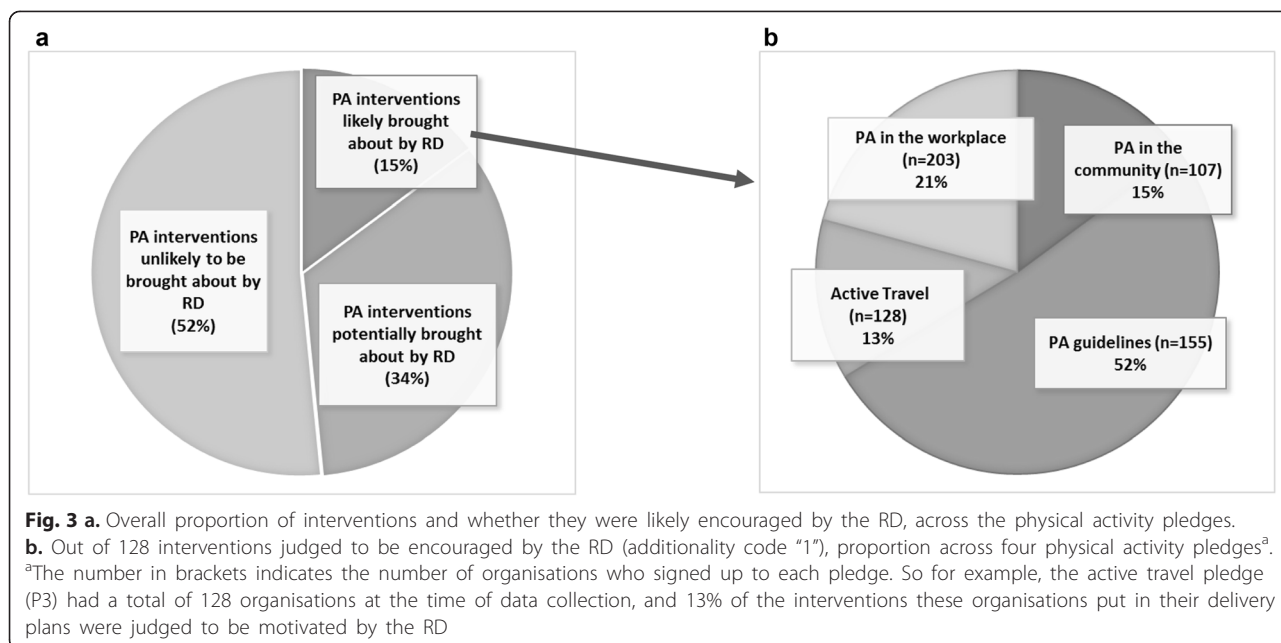 a
PA interventions
likely brought
about by RD
(15%)
PA interventions
unlikely to be
brought about by
RD
(52%)
PA interventions
potentially brought
about by RD
(34%)
b
PA in the workplace
(n=203)
21%
PA in the
community (n=107)
15%
Active Travel
(n=128)
13%
PA guidelines (n=155)
52%
Fig. 3 a. Overall proportion of interventions and whether they were likely encouraged by the RD, across the physical activity pledges.
b. Out of 128 interventions judged to be encouraged by the RD (additionality code “1”), proportion across four physical activity pledgesᵃ.
ᵃThe number in brackets indicates the number of organisations who signed up to each pledge. So for example, the active travel pledge
(P3) had a total of 128 organisations at the time of data collection, and 13% of the interventions these organisations put in their delivery
plans were judged to be motivated by the RD